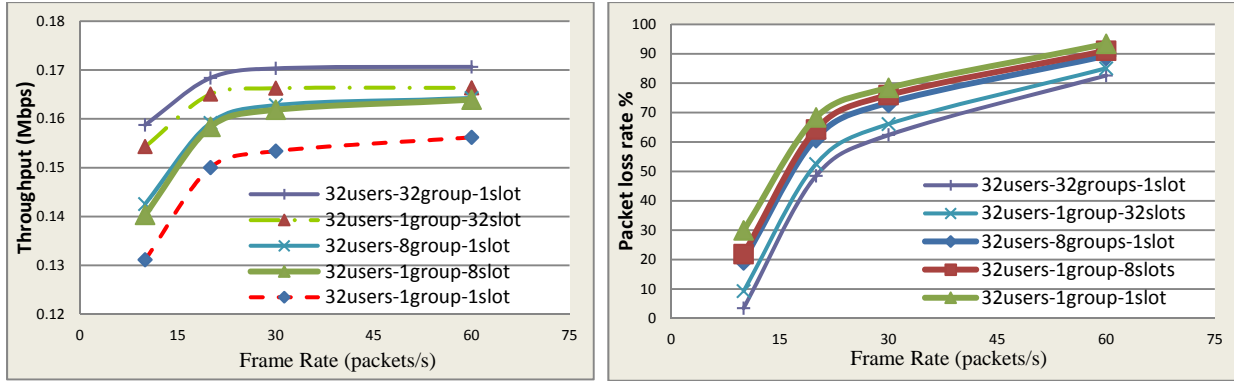 0.18
0.17
0.16
0.15
0.14
0.13
0.12
Throughput (Mbps)
32users-32group-1slot
32users-1group-32slot
32users-8group-1slot
32users-1group-8slot
32users-1group-1slot
0 15 30 45 60 75
Frame Rate (packets/s)
100
90
80
70
60
50
40
30
20
10
0
Packet loss rate %
32users-32groups-1slot
32users-1group-32slots
32users-8groups-1slot
32users-1group-8slots
32users-1group-1slot
0 15 30 45 60 75
Frame Rate (packets/s)